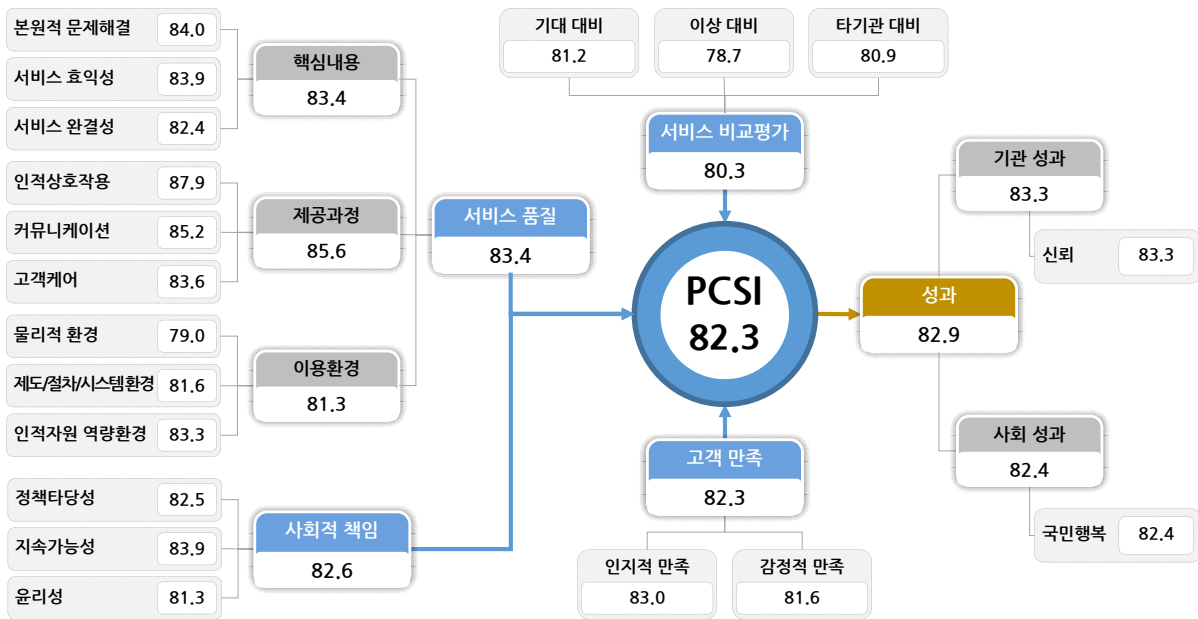 본원적 문제해결 84.0
서비스 효익성 83.9
서비스 완결성 82.4
핵심내용
83.4
인적상호작용 87.9
커뮤니케이션 85.2
고객케어 83.6
제공과정
85.6
물리적 환경 79.0
제도/절차/시스템환경 81.6
인적자원 역량환경 83.3
이용환경
81.3
서비스 품질
83.4
정책타당성 82.5
지속가능성 83.9
윤리성 81.3
사회적 책임
82.6
기대 대비
81.2
이상 대비
78.7
타기관 대비
80.9
서비스 비교평가
80.3
PCSI
82.3
고객 만족
82.3
인지적 만족
83.0
감정적 만족
81.6
성과
82.9
기관 성과
83.3
신뢰 83.3
사회 성과
82.4
국민행복 82.4